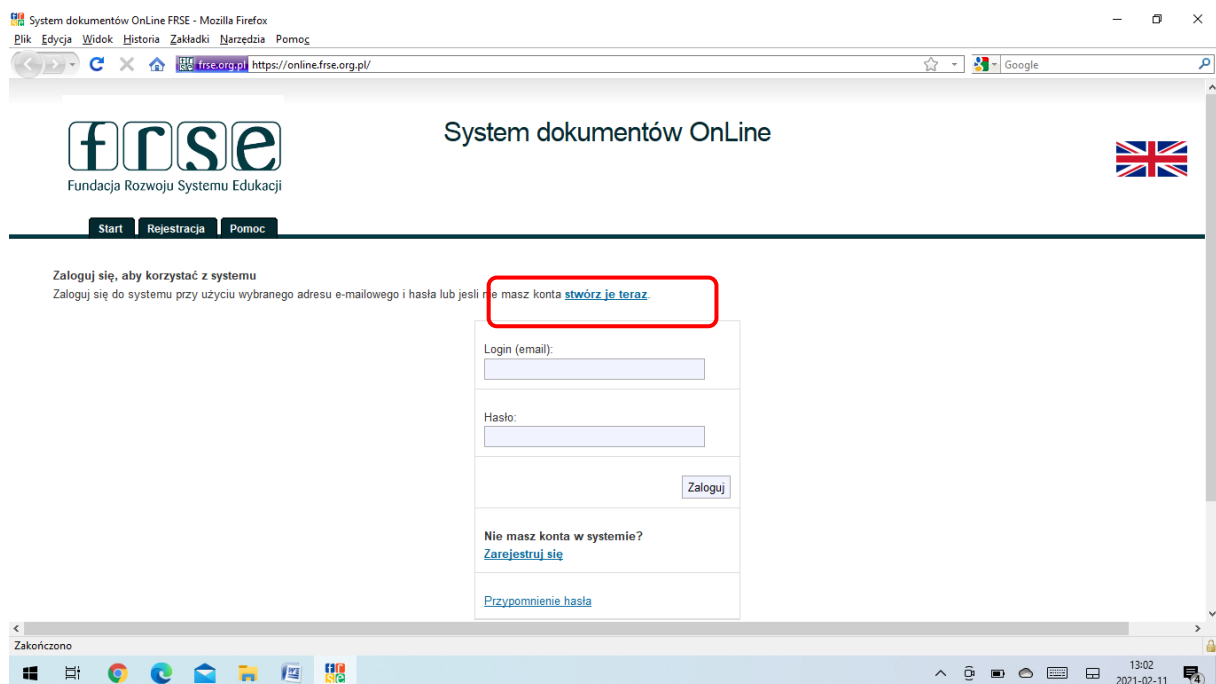 System dokumentów OnLine FRSE - Mozilla Firefox
Plik Edycja Widok Historia Zakładki Narzędzia Pomoc
frse.org.pl https://online.frse.org.pl/
Google
frse
Fundacja Rozwoju Systemu Edukacji
System dokumentów OnLine
Start Rejestracja Pomoc
Zaloguj się, aby korzystać z systemu
Zaloguj się do systemu przy użyciu wybranego adresu e-mailowego i hasła lub jesli nie masz konta stwórz je teraz.
Login (email):
Hasło:
Zaloguj
Nie masz konta w systemie?
Zarejestruj się
Przypomnienie hasła
Zakończono
13:02
2021-02-11
4